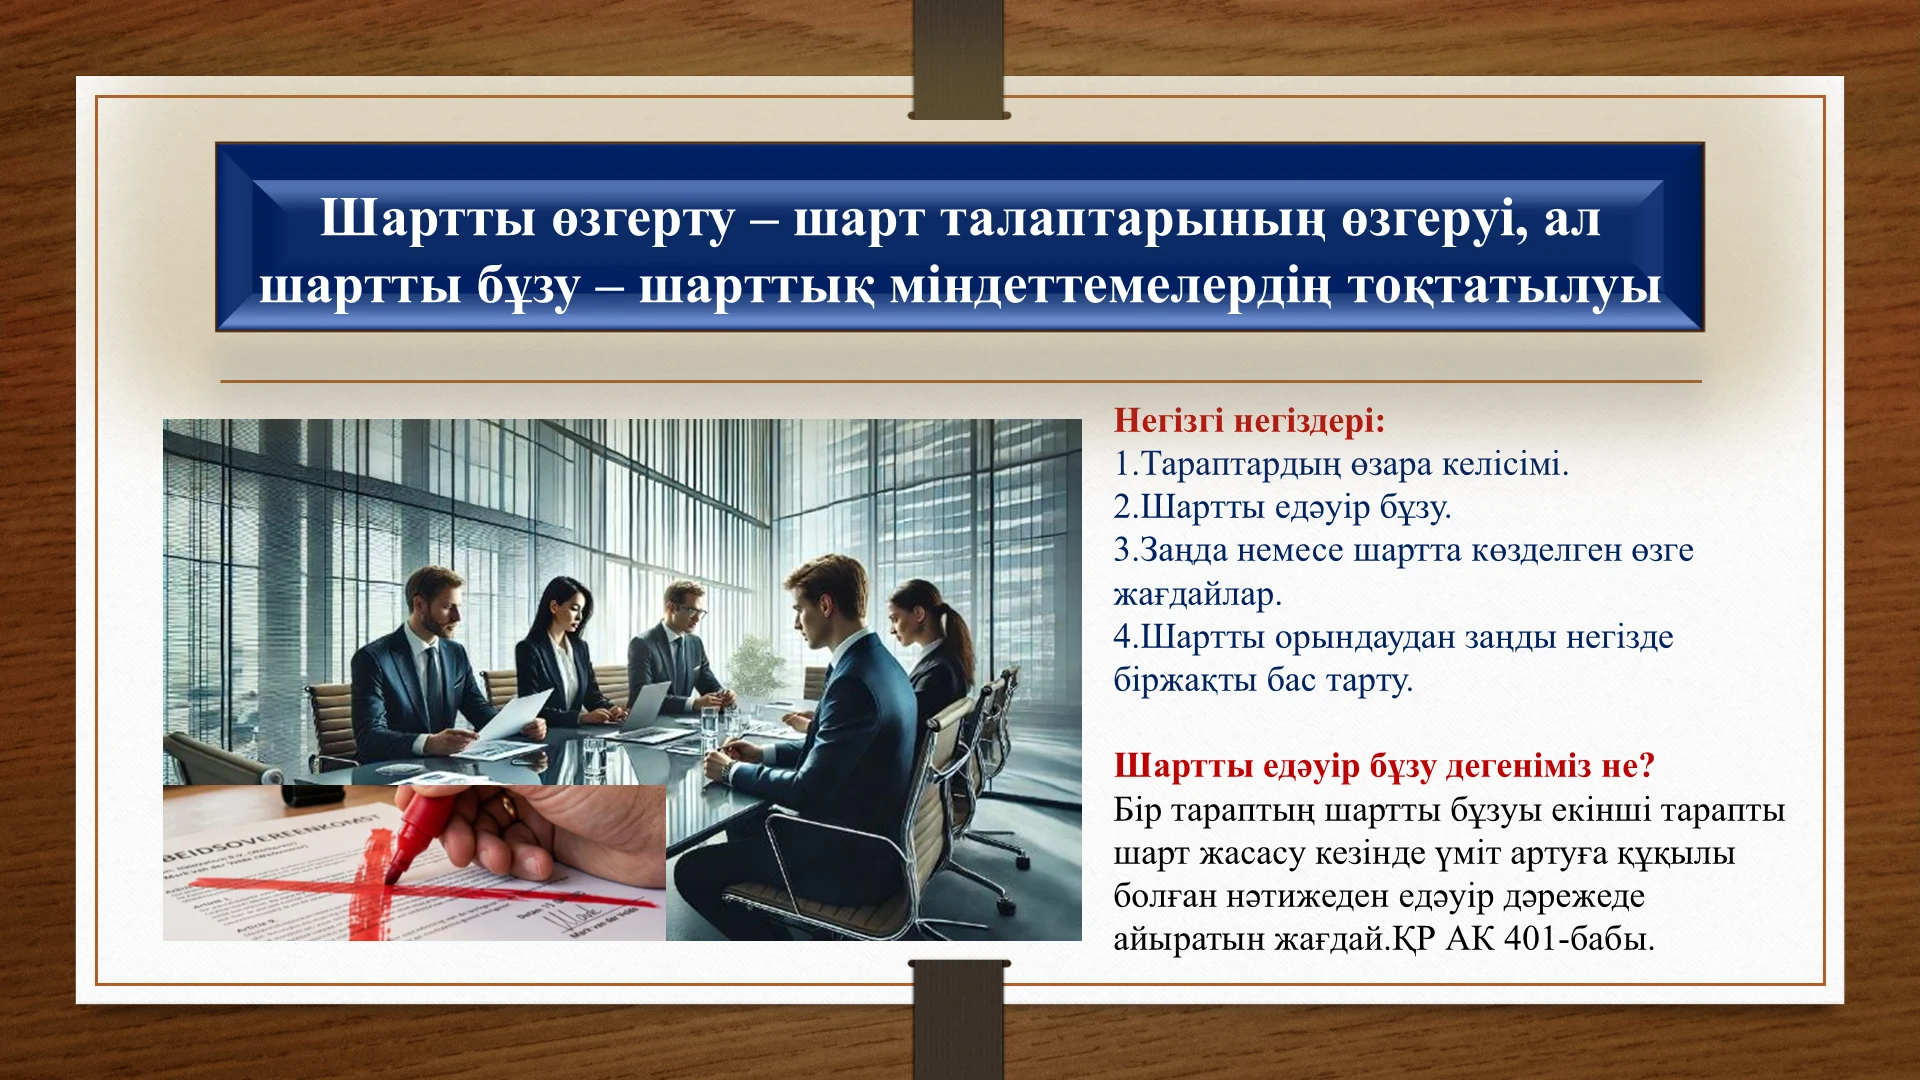 Шартты өзгерту – шарт талаптарының өзгеруі, ал
шартты бұзу – шарттық міндеттемелердің тоқтатылуы
Негізгі негіздері:
1.Тараптардың өзара келісімі.
2.Шартты едәуір бұзу.
3.Заңда немесе шартта көзделген өзге
жағдайлар.
4.Шартты орындаудан заңды негізде
біржақты бас тарту.
Шартты едәуір бұзу дегеніміз не?
Бір тараптың шартты бұзуы екінші тарапты
шарт жасасу кезінде үміт артуға құқылы
болған нәтижеден едәуір дәрежеде
айыратын жағдай.ҚР АК 401-бабы.
BEIDSOVEREENKOMST